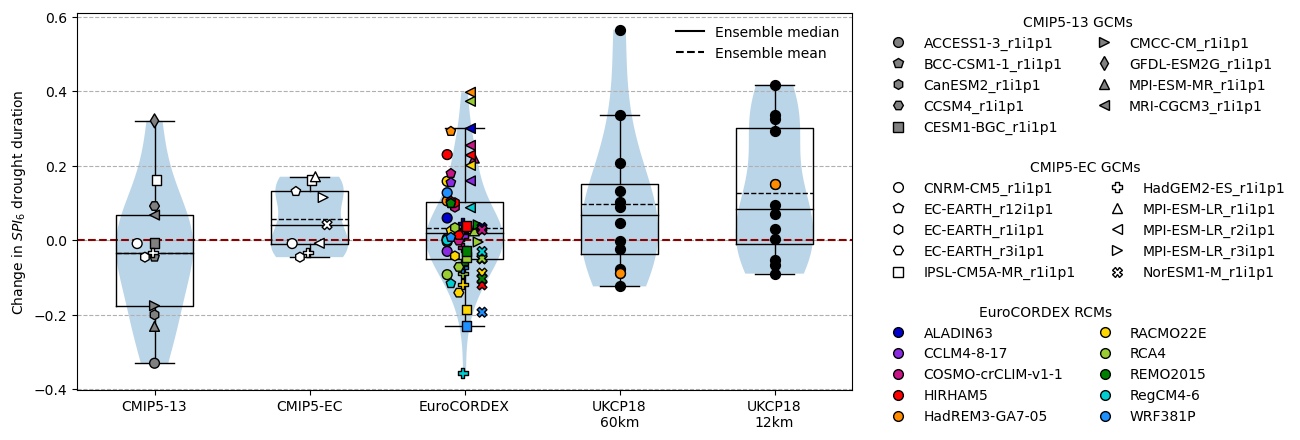 Change in SPI6 drought duration
0.6
0.4
0.2
0.0
−0.2
−0.4
Ensemble median
Ensemble mean
CMIP5-13
CMIP5-EC
EuroCORDEX
UKCP18
60km
UKCP18
12km
CMIP5-13 GCMs
ACCESS1-3_r1i1p1
BCC-CSM1-1_r1i1p1
CanESM2_r1i1p1
CCSM4_r1i1p1
CESM1-BGC_r1i1p1
CMCC-CM_r1i1p1
GFDL-ESM2G_r1i1p1
MPI-ESM-MR_r1i1p1
MRI-CGCM3_r1i1p1
CMIP5-EC GCMs
CNRM-CM5_r1i1p1
EC-EARTH_r12i1p1
EC-EARTH_r1i1p1
EC-EARTH_r3i1p1
IPSL-CM5A-MR_r1i1p1
HadGEM2-ES_r1i1p1
MPI-ESM-LR_r1i1p1
MPI-ESM-LR_r2i1p1
MPI-ESM-LR_r3i1p1
NorESM1-M_r1i1p1
EuroCORDEX RCMs
ALADIN63
CCLM4-8-17
COSMO-crCLIM-v1-1
HIRHAM5
HadREM3-GA7-05
RACMO22E
RCA4
REMO2015
RegCM4-6
WRF381P